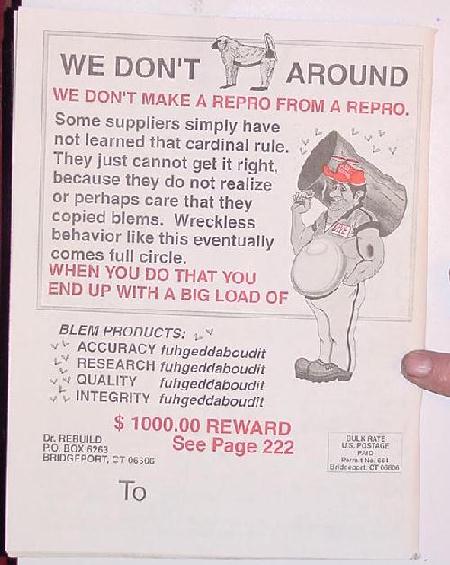 WE DON'T AROUND
WE DON'T MAKE A REPRO FROM A REPRO.
Some suppliers simply have
not learned that cardinal rule.
They just cannot get it right,
because they do not realize
or perhaps care that they
copied blems. Wreckless
behavior like this eventually
comes full circle.
WHEN YOU DO THAT YOU
END UP WITH A BIG LOAD OF
BLEM PRODUCTS:
ACCURACY fuhgeddaboudit
RESEARCH fuhgeddaboudit
QUALITY fuhgeddaboudit
INTEGRITY fuhgeddaboudit
$ 1000.00 REWARD
See Page 222
Dr. REBUILD
P.O. BOX 6263
BRIDGEPORT, CT 06606
BULK RATE
U.S. POSTAGE
PAID
Permit No.
Bridgeport, CT 06606
To